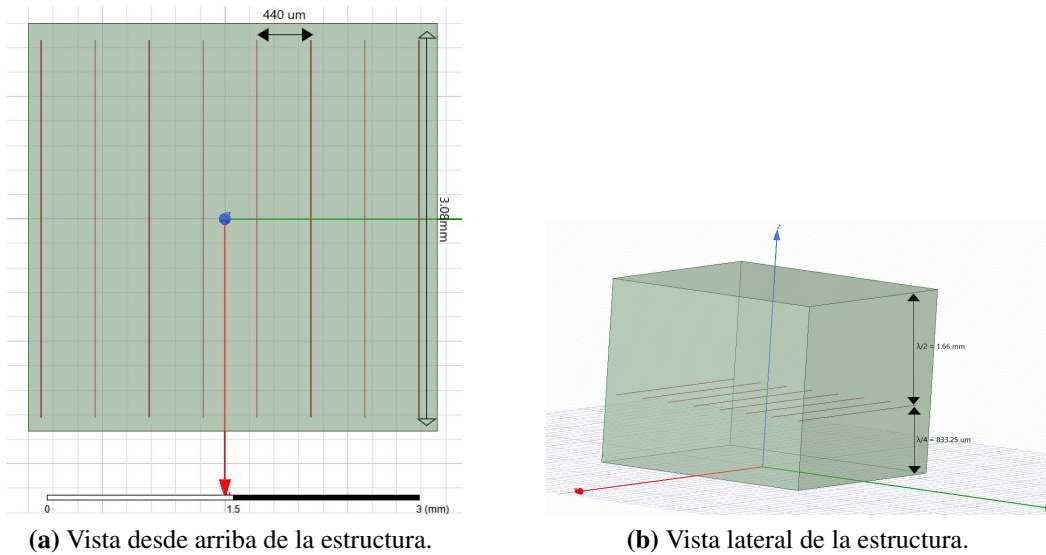 440 um
3.08mm
0 1.5 3 (mm)
z
λ/2 = 1.66 mm
λ/4 = 833.25 um
(a) Vista desde arriba de la estructura.
(b) Vista lateral de la estructura.